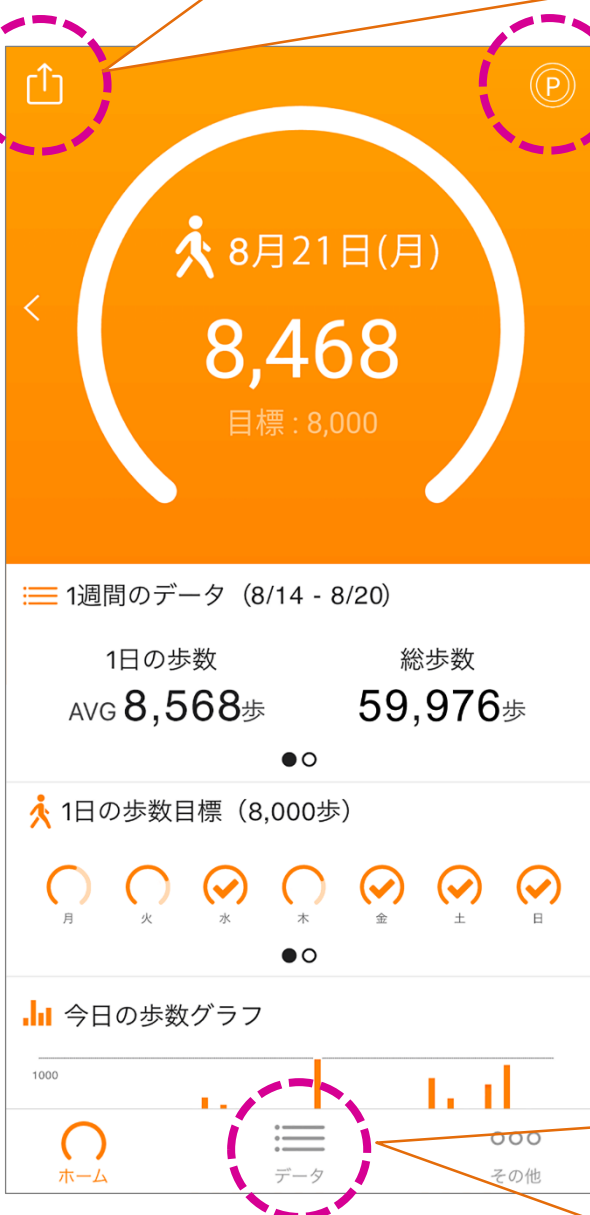 P
8月21日(月)
8,468
目標 : 8,000
1週間のデータ（8/14 - 8/20）
1日の歩数 総歩数
AVG 8,568歩 59,976歩
1日の歩数目標（8,000歩）
月 火 水 木 金 土 日
今日の歩数グラフ
1000
ホーム データ その他